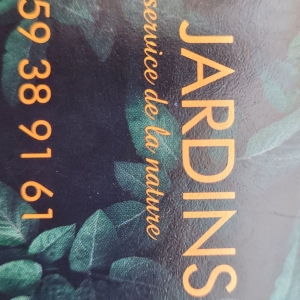 JARDINS
service de la nature
59 38 91 61